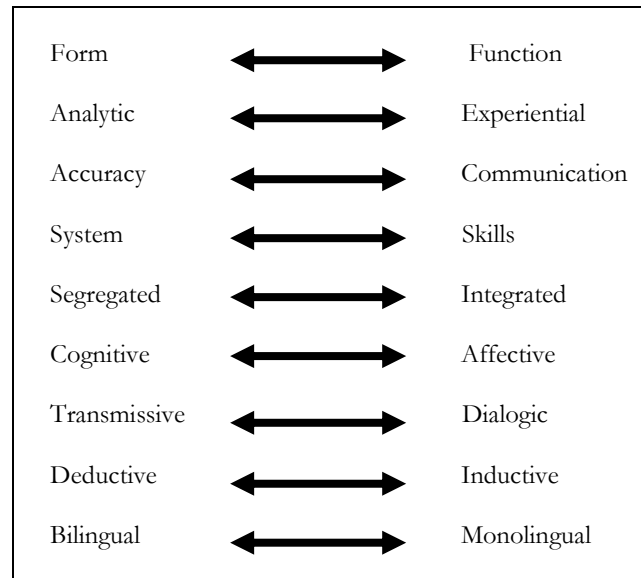 Form Function
Analytic Experiential
Accuracy Communication
System Skills
Segregated Integrated
Cognitive Affective
Transmissive Dialogic
Deductive Inductive
Bilingual Monolingual